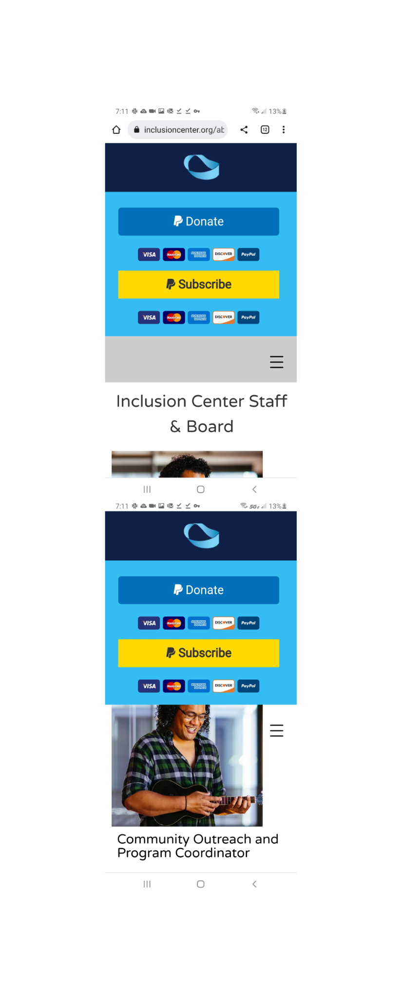 7:11 13%
inclusioncenter.org/ab 12
Donate
VISA MasterCard AMERICAN EXPRESS DISCOVER PayPal
Subscribe
VISA MasterCard AMERICAN EXPRESS DISCOVER PayPal
Inclusion Center Staff
& Board
7:11 5GE 13%
Donate
VISA MasterCard AMERICAN EXPRESS DISCOVER PayPal
Subscribe
VISA MasterCard AMERICAN EXPRESS DISCOVER PayPal
Community Outreach and
Program Coordinator